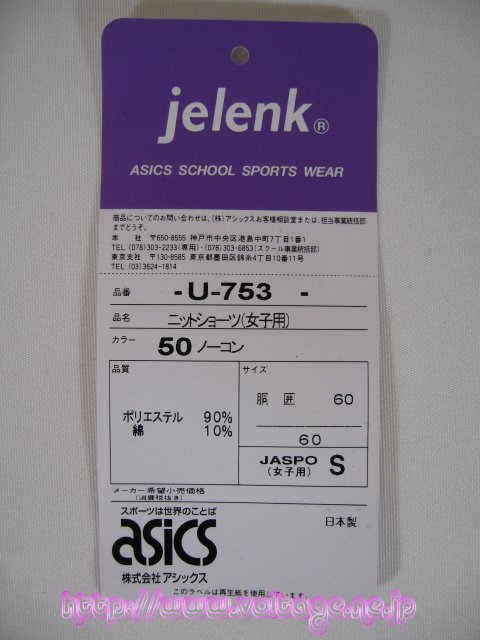 jelenk®
ASICS SCHOOL SPORTS WEAR
商品についてのお問い合わせは、(株)アシックスお客様相談室または、担当事業統括部
までどうぞ。
本 社 〒650-8555 神戸市中央区港島中町7丁目1番1
TEL(078)303-2233(専用)・(078)303-6853(スクール事業統括部)
東京支社 〒130-8585 東京都墨田区錦糸4丁目10番11号
TEL(03)3624-1814
品番 -U-753 -
品名 ニットショーツ(女子用)
カラー 50 ノーコン
品質
ポリエステル 90%
綿 10%
サイズ
胴囲 60
60
JASPO (女子用) S
メーカー希望小売価格
(消費税抜き)
スポーツは世界のことば
asics
日本製
株式会社アシックス
このラベルは再生紙を使用しています。
http://www.voltage.ne.jp